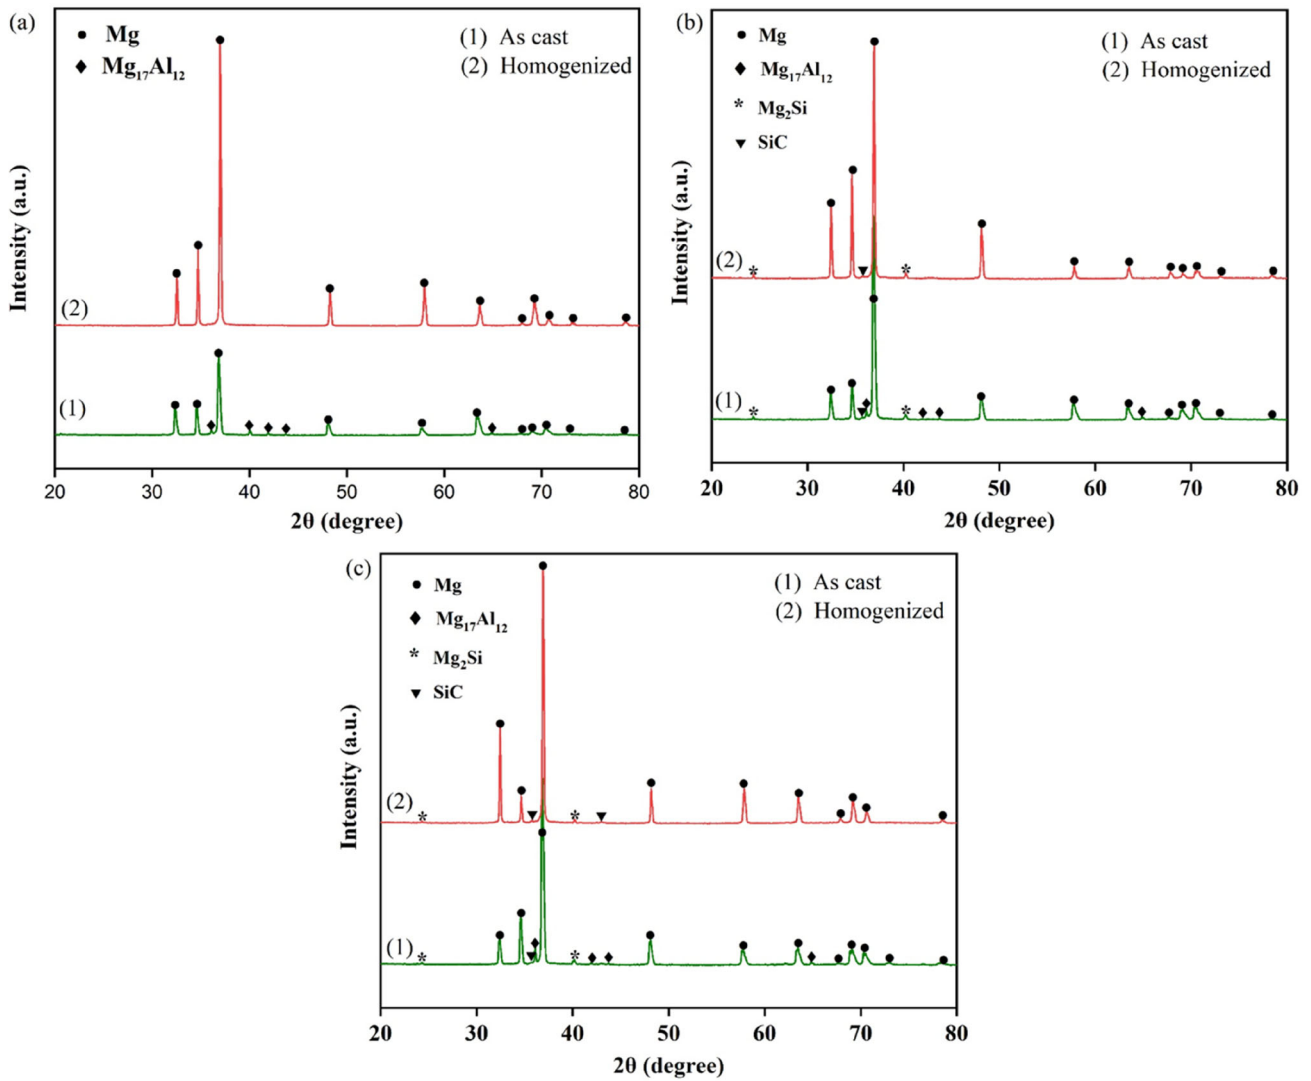 (a)
● Mg
♦ Mg17Al12
(1) As cast
(2) Homogenized
Intensity (a.u.)
(2)
(1)
20 30 40 50 60 70 80
2θ (degree)
(b)
● Mg
♦ Mg17Al12
* Mg2Si
▼ SiC
(1) As cast
(2) Homogenized
Intensity (a.u.)
(2)
(1)
20 30 40 50 60 70 80
2θ (degree)
(c)
● Mg
♦ Mg17Al12
* Mg2Si
▼ SiC
(1) As cast
(2) Homogenized
Intensity (a.u.)
(2)
(1)
20 30 40 50 60 70 80
2θ (degree)